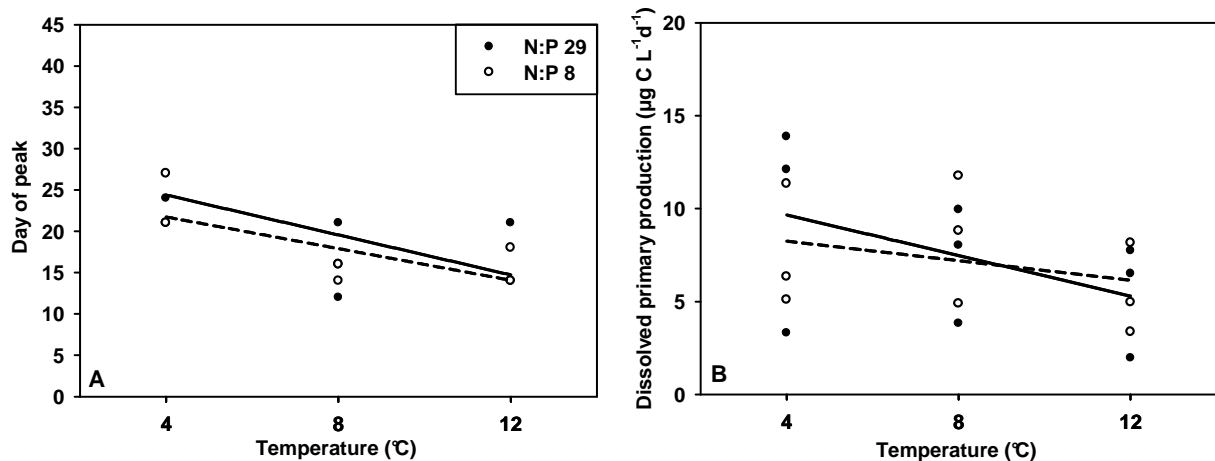 45
40
35
30
25
20
15
10
5
0
Day of peak
N:P 29
N:P 8
A
4
8
12
Temperature (°C)
20
15
10
5
0
Dissolved primary production (µg C L⁻¹d⁻¹)
B
4
8
12
Temperature (°C)